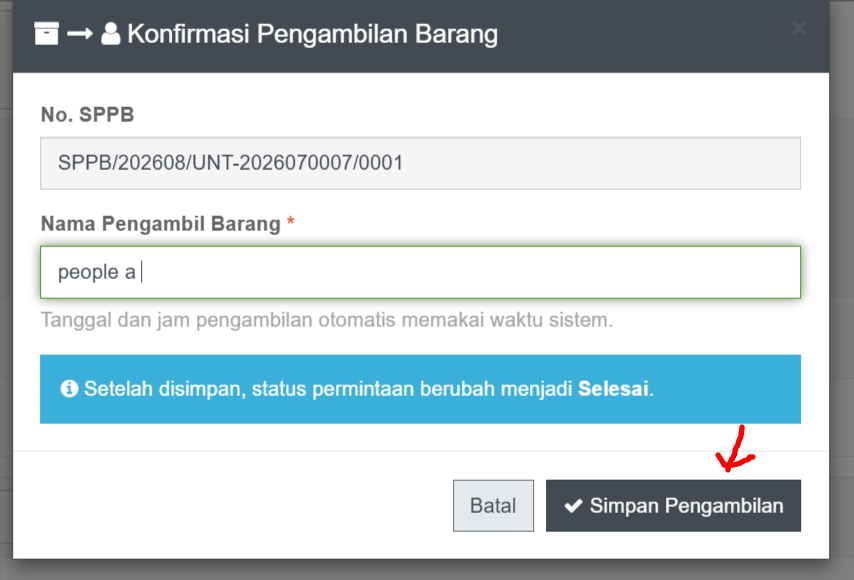 Konfirmasi Pengambilan Barang
No. SPPB
SPPB/202608/UNT-2026070007/0001
Nama Pengambil Barang *
people a
Tanggal dan jam pengambilan otomatis memakai waktu sistem.
Setelah disimpan, status permintaan berubah menjadi Selesai.
Batal
Simpan Pengambilan